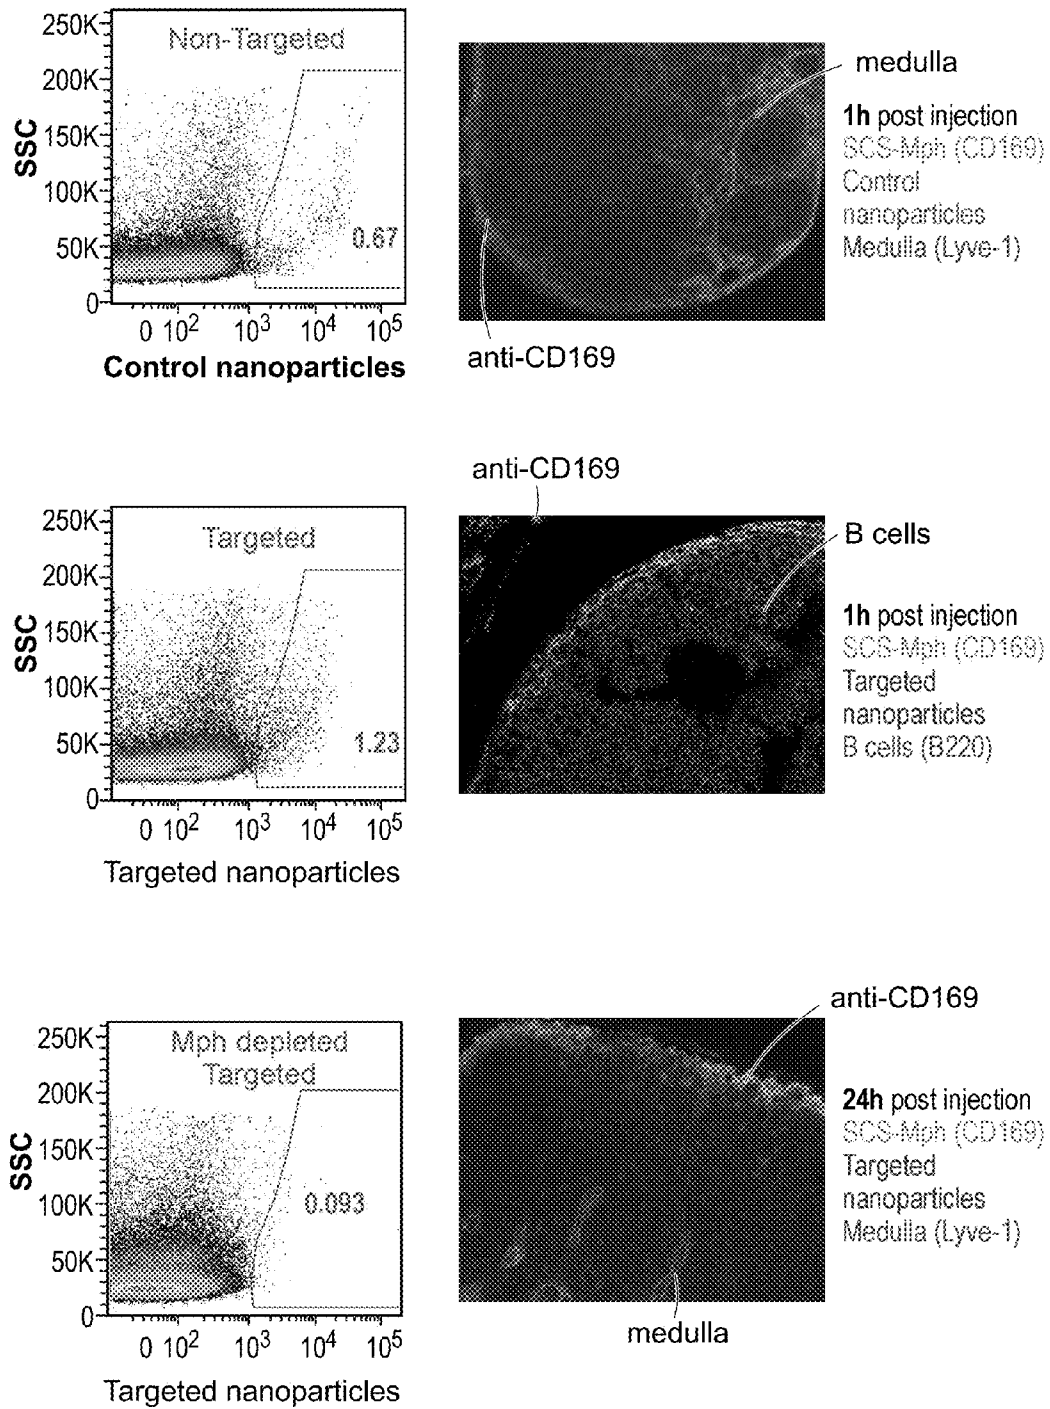 250K
200K
150K
100K
50K
0
SSC
Non-Targeted
0.67
0 10² 10³ 10⁴ 10⁵
Control nanoparticles
medulla
anti-CD169
1h post injection
SCS-Mph (CD169)
Control
nanoparticles
Medulla (Lyve-1)
250K
200K
150K
100K
50K
0
SSC
Targeted
1.23
0 10² 10³ 10⁴ 10⁵
Targeted nanoparticles
anti-CD169
B cells
1h post injection
SCS-Mph (CD169)
Targeted
nanoparticles
B cells (B220)
250K
200K
150K
100K
50K
0
SSC
Mph depleted
Targeted
0.093
0 10² 10³ 10⁴ 10⁵
Targeted nanoparticles
anti-CD169
medulla
24h post injection
SCS-Mph (CD169)
Targeted
nanoparticles
Medulla (Lyve-1)